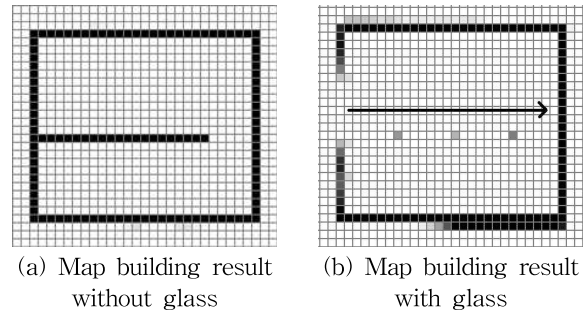 (a) Map building result
without glass
(b) Map building result
with glass